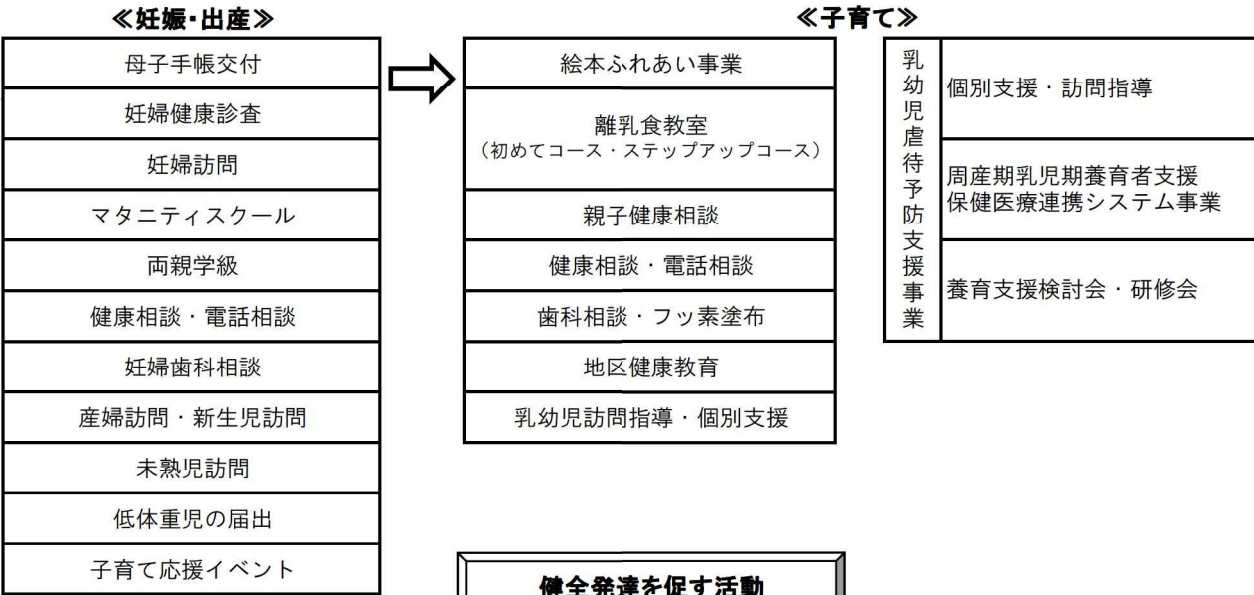 ≪妊娠・出産≫
母子手帳交付
妊婦健康診査
妊婦訪問
マタニティスクール
両親学級
健康相談・電話相談
妊婦歯科相談
産婦訪問・新生児訪問
未熟児訪問
低体重児の届出
子育て応援イベント
≪子育て≫
絵本ふれあい事業
離乳食教室
（初めてコース・ステップアップコース）
親子健康相談
健康相談・電話相談
歯科相談・フッ素塗布
地区健康教育
乳幼児訪問指導・個別支援
乳幼児虐待予防支援事業
個別支援・訪問指導
周産期乳児期養育者支援
保健医療連携システム事業
養育支援検討会・研修会
健全発達を促す活動